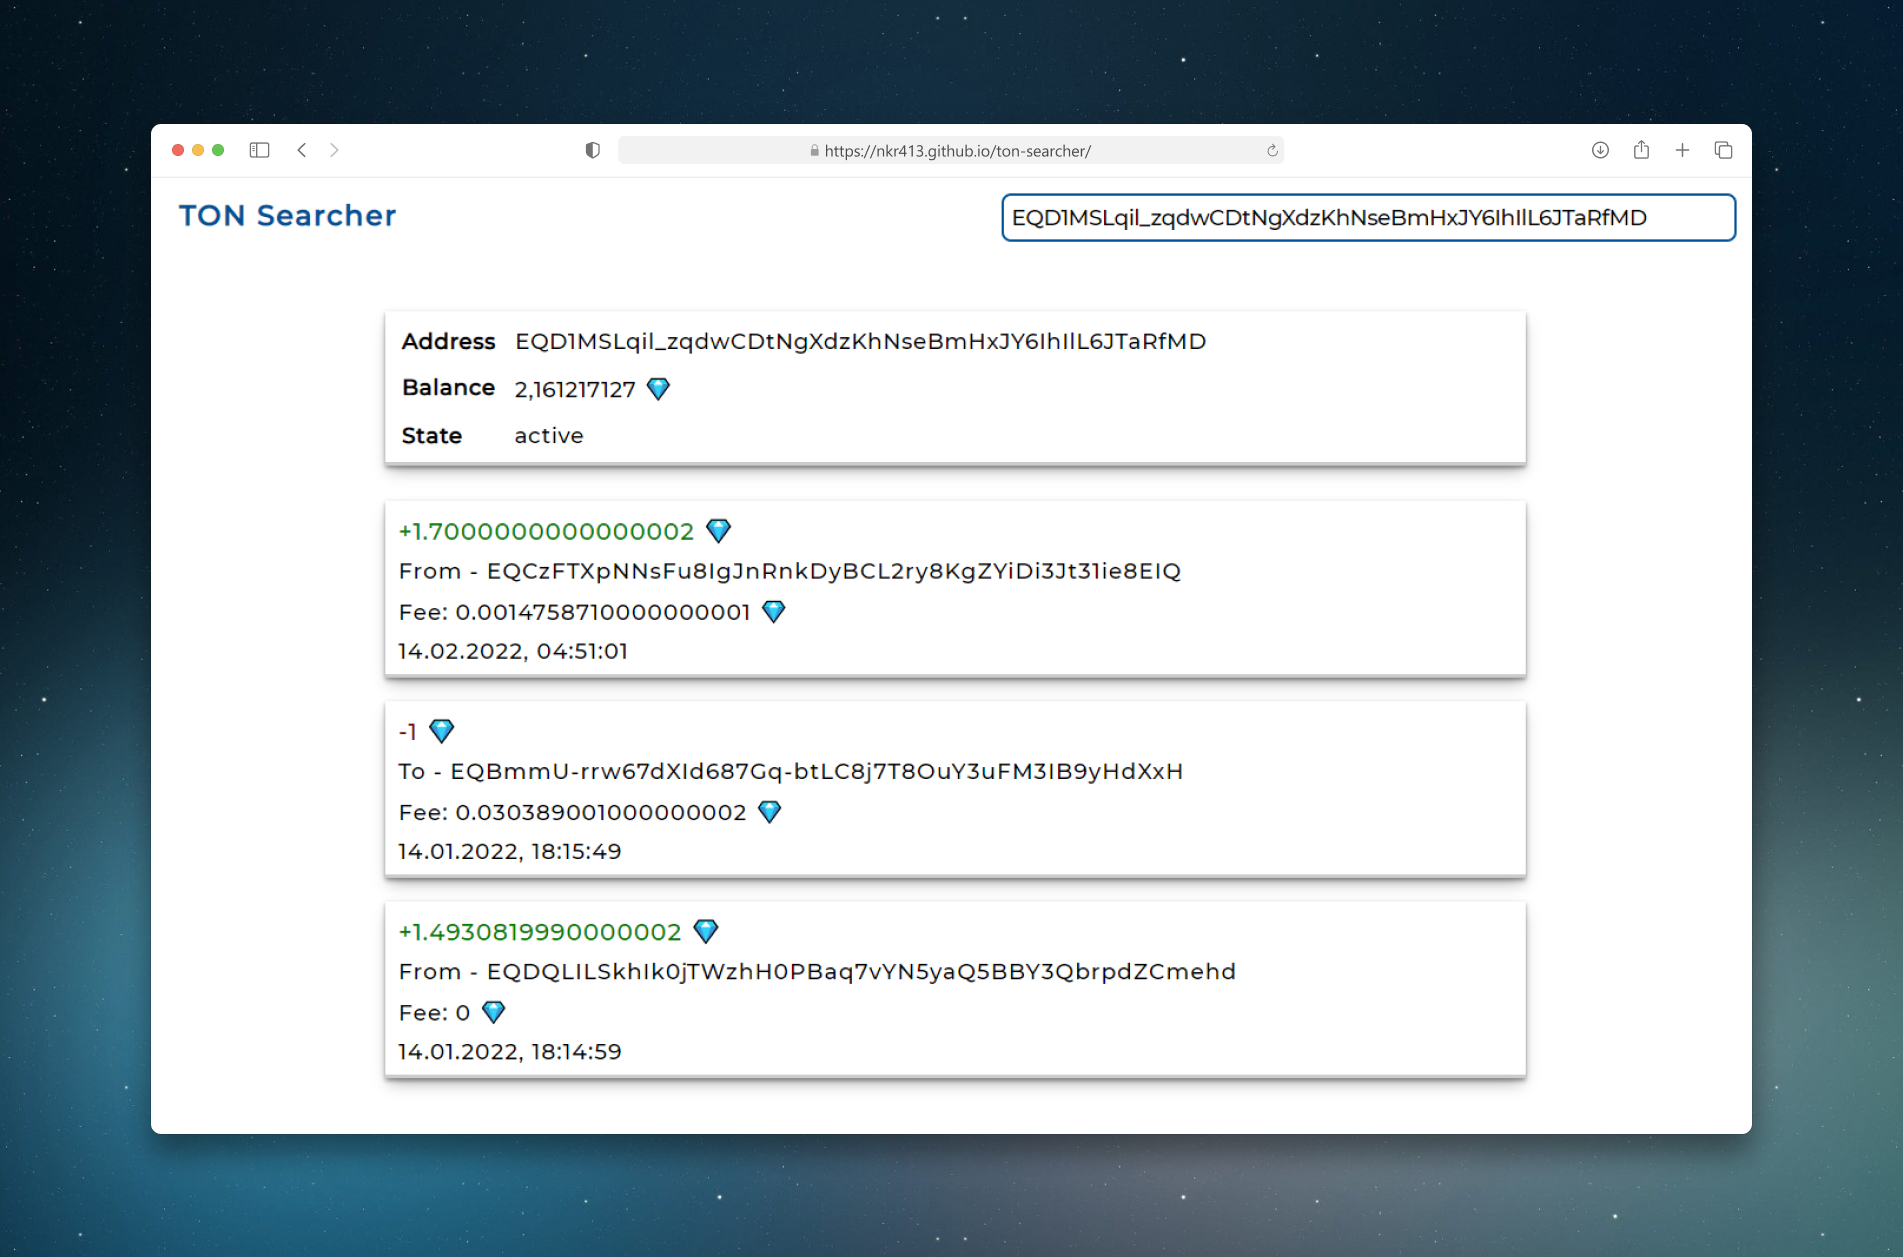 https://nkr413.github.io/ton-searcher/
TON Searcher
EQD1MSLqil_zqdwCDtNgXdzKhNseBmHxJY6IhIlL6JTaRfMD
Address EQD1MSLqil_zqdwCDtNgXdzKhNseBmHxJY6IhIlL6JTaRfMD
Balance 2,161217127
State active
+1.7000000000000002
From - EQCzFTXpNNsFu8IgJnRnkDyBCL2ry8KgZYiDi3Jt31ie8EIQ
Fee: 0.0014758710000000001
14.02.2022, 04:51:01
-1
To - EQBmmU-rrw67dXId687Gq-btLC8j7T8OuY3uFM3IB9yHdXxH
Fee: 0.030389001000000002
14.01.2022, 18:15:49
+1.4930819990000002
From - EQDQLILSkhIk0jTWzhH0PBaq7vYN5yaQ5BBY3QbrpdZCmehd
Fee: 0
14.01.2022, 18:14:59